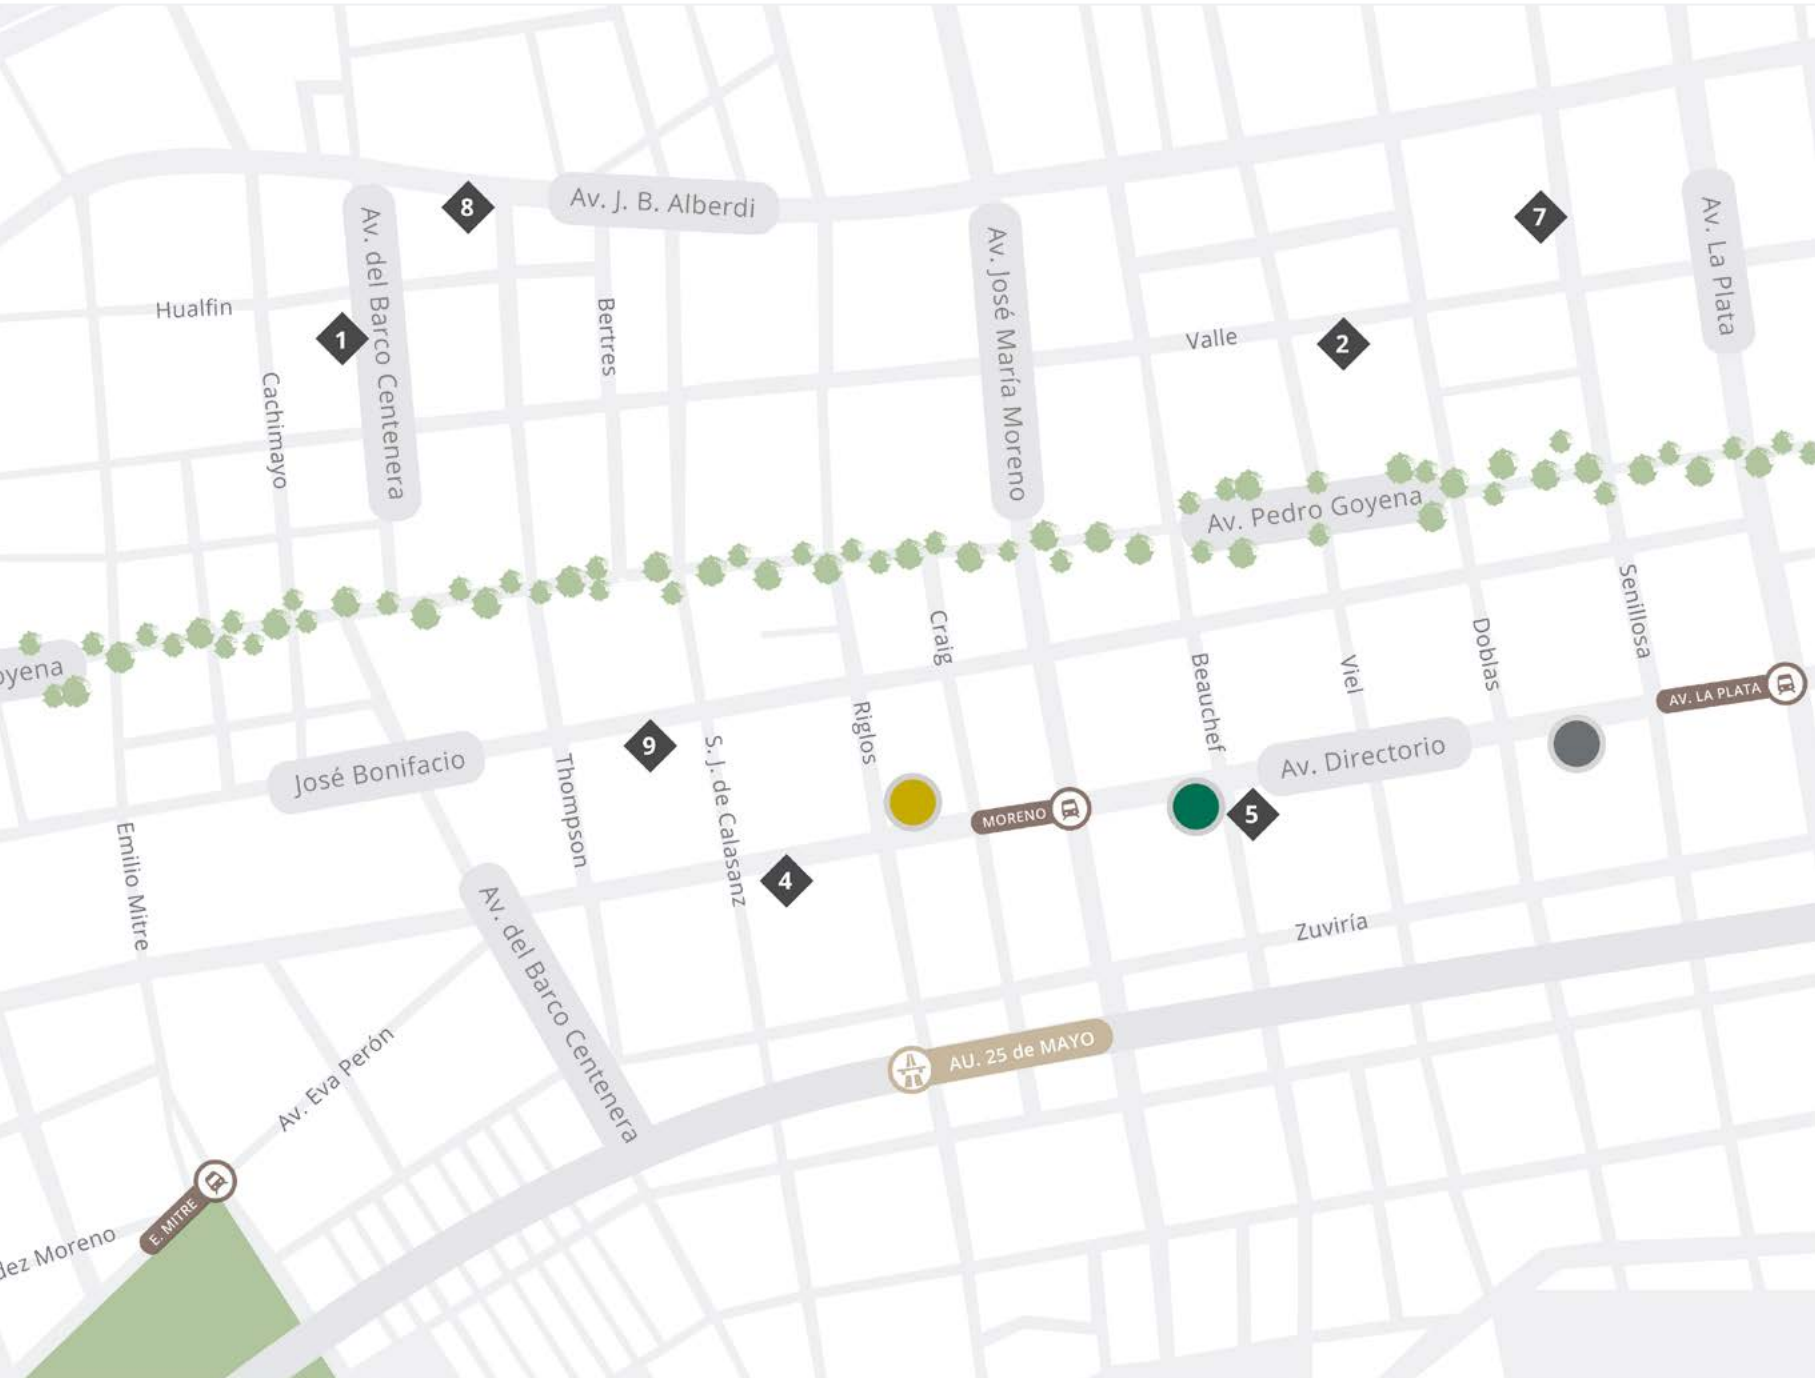 Av. J. B. Alberdi
8
7
Av. del Barco Centenera
Av. La Plata
Av. José María Moreno
Hualfin
Bertres
1
Valle
2
Cachimayo
Av. Pedro Goyena
oyena
Craig
Senillosa
Doblas
Beauchef
Viel
AV. LA PLATA
Riglos
9
José Bonifacio
S. J. de Calasanz
Thompson
Av. Directorio
MORENO
5
Emilio Mitre
4
Av. del Barco Centenera
Zuviría
AU. 25 de MAYO
Av. Eva Perón
E. MITRE
dez Moreno